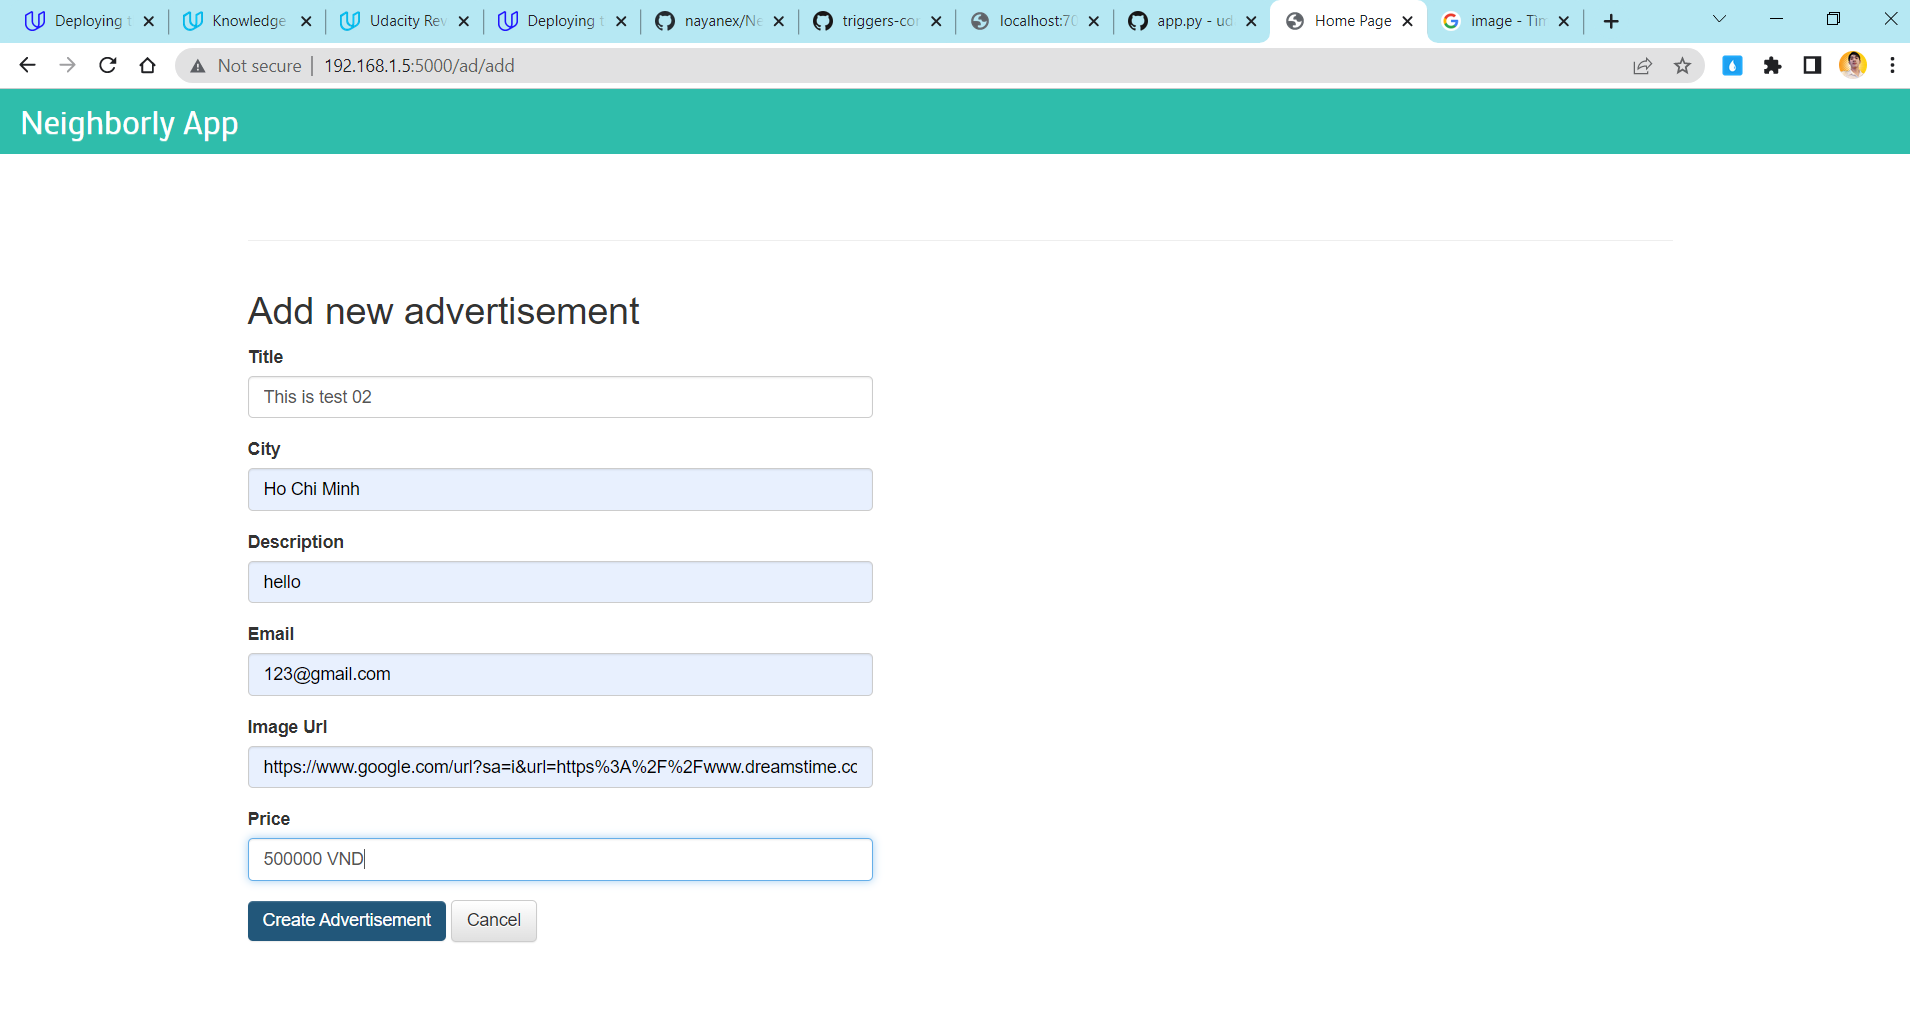 Deploying t
Knowledge
Udacity Rev
Deploying t
nayanex/Ne
triggers-cor
localhost:70
app.py - ud
Home Page
image - Tìm
Not secure
192.168.1.5:5000/ad/add
Neighborly App
Add new advertisement
Title
This is test 02
City
Ho Chi Minh
Description
hello
Email
123@gmail.com
Image Url
https://www.google.com/url?sa=i&url=https%3A%2F%2Fwww.dreamstime.cc
Price
500000 VND
Create Advertisement Cancel